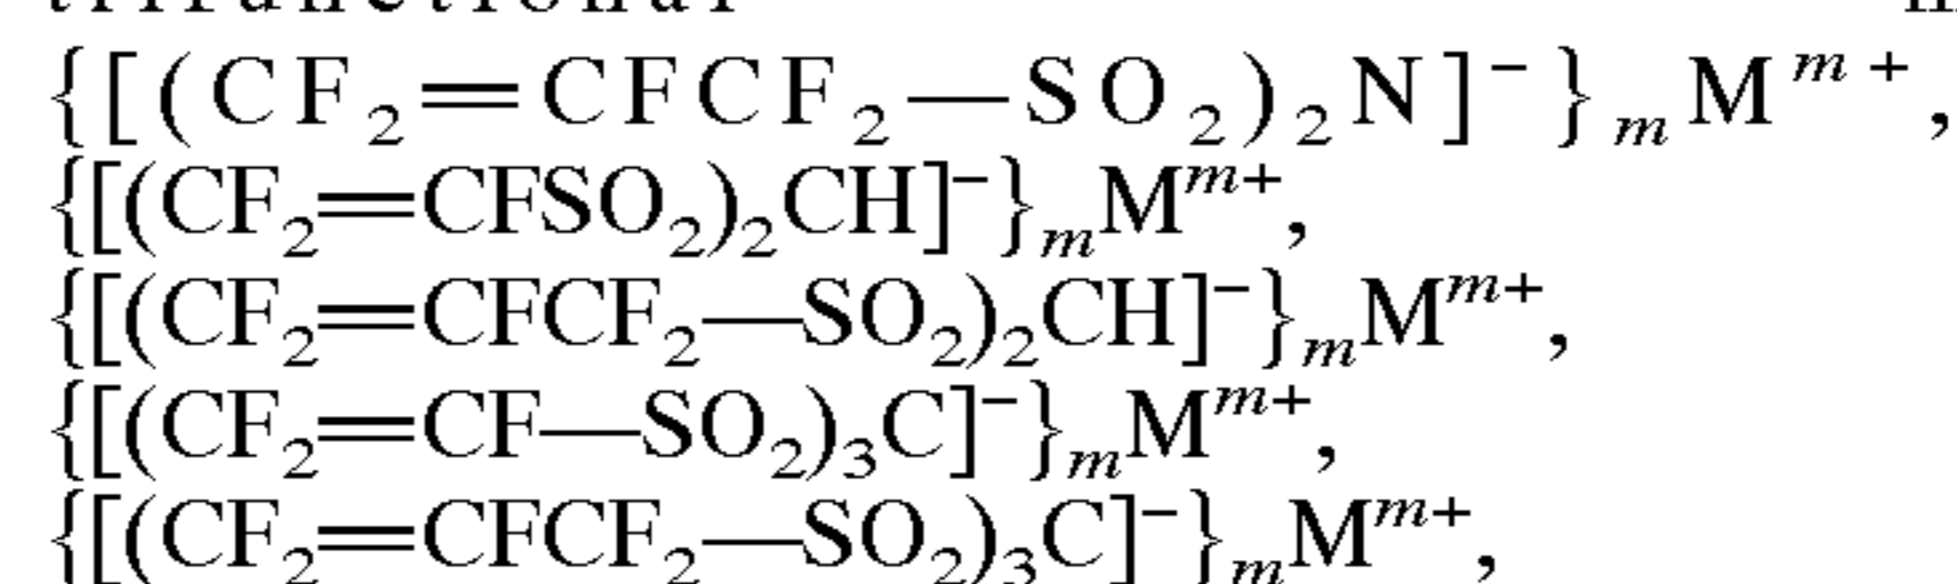 {[(CF₂=CFCF₂—SO₂)₂N]⁻}ₘMᵐ⁺,
{[(CF₂=CFSO₂)₂CH]⁻}ₘMᵐ⁺,
{[(CF₂=CFCF₂—SO₂)₂CH]⁻}ₘMᵐ⁺,
{[(CF₂=CF—SO₂)₃C]⁻}ₘMᵐ⁺,
{[(CF₂=CFCF₂—SO₂)₃C]⁻}ₘMᵐ⁺,